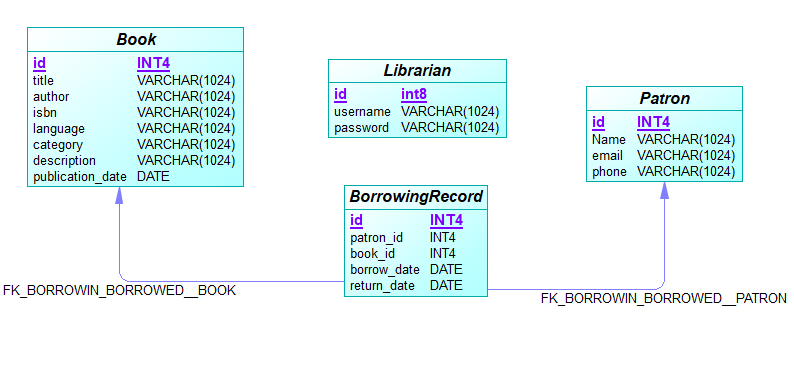 Book
id INT4
title VARCHAR(1024)
author VARCHAR(1024)
isbn VARCHAR(1024)
language VARCHAR(1024)
category VARCHAR(1024)
description VARCHAR(1024)
publication_date DATE
Librarian
id int8
username VARCHAR(1024)
password VARCHAR(1024)
Patron
id INT4
Name VARCHAR(1024)
email VARCHAR(1024)
phone VARCHAR(1024)
BorrowingRecord
id INT4
patron_id INT4
book_id INT4
borrow_date DATE
return_date DATE
FK_BORROWIN_BORROWED__BOOK
FK_BORROWIN_BORROWED__PATRON